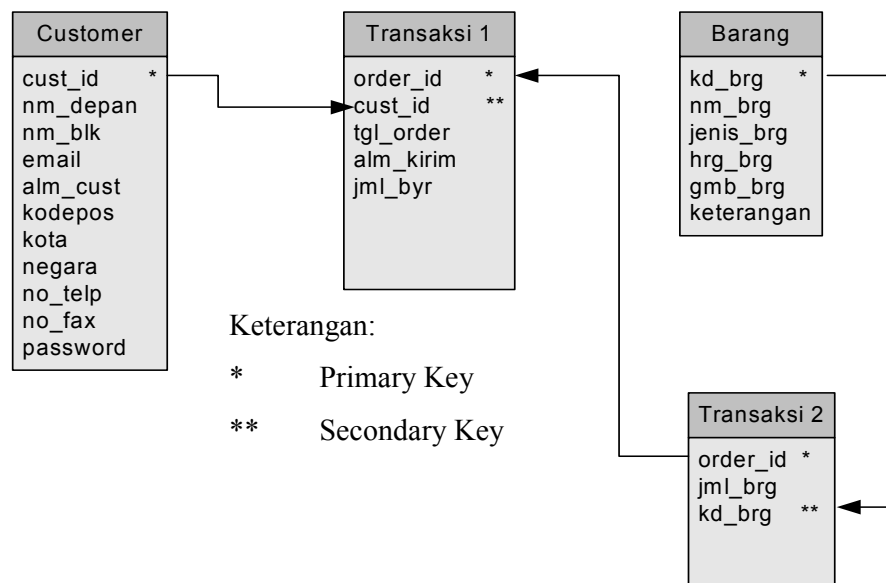 Customer
cust_id *
nm_depan
nm_blk
email
alm_cust
kodepos
kota
negara
no_telp
no_fax
password
Transaksi 1
order_id *
cust_id **
tgl_order
alm_kirim
jml_byr
Barang
kd_brg *
nm_brg
jenis_brg
hrg_brg
gmb_brg
keterangan
Keterangan:
* Primary Key
** Secondary Key
Transaksi 2
order_id *
jml_brg
kd_brg **